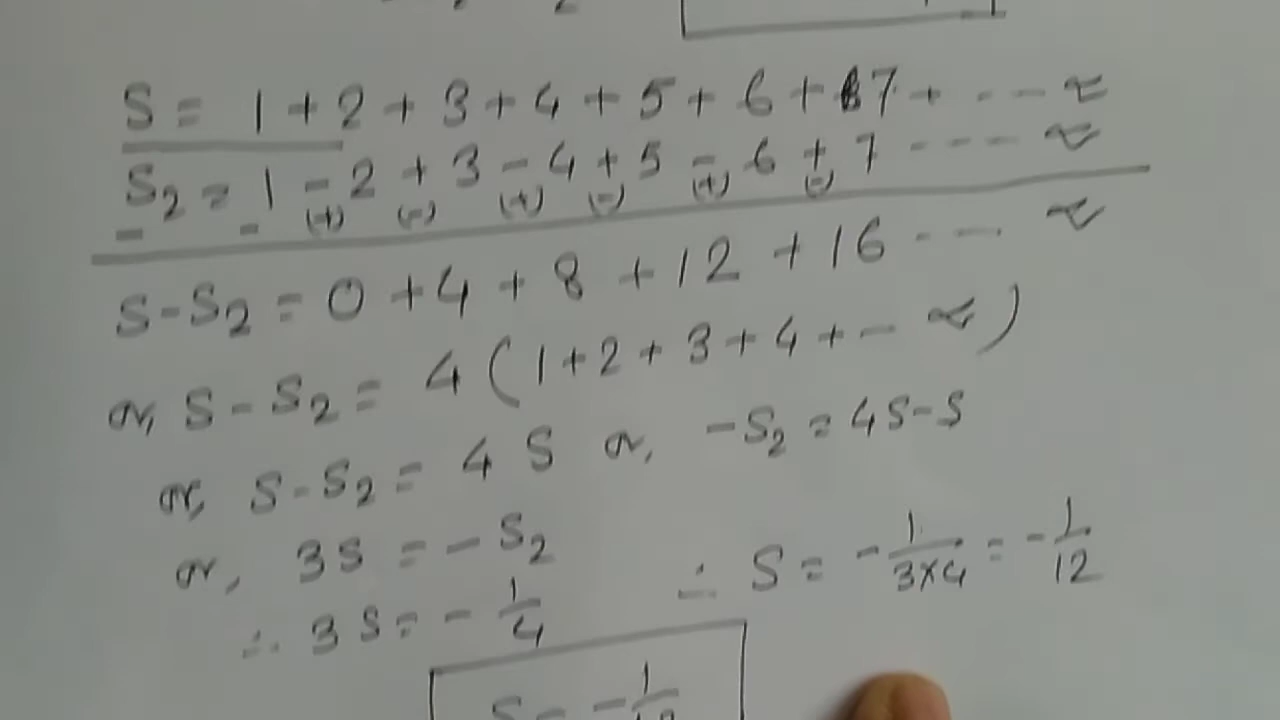 S = 1 + 2 + 3 + 4 + 5 + 6 + 7 + ---- ∝
S₂ = 1 - 2 + 3 - 4 + 5 - 6 + 7 ---- ∝
- - (+) (-) (+) (-) (+) (-)
S-S₂ = 0 + 4 + 8 + 12 + 16 ---- ∝
or, S - S₂ = 4 (1+2+3+4+-- ∝)
or, S - S₂ = 4 S or, -S₂ = 4S-S
or, 3S = - S₂
∴ 3S = - 1/4 ∴ S = - 1/3×4 = - 1/12
S = - 1/12